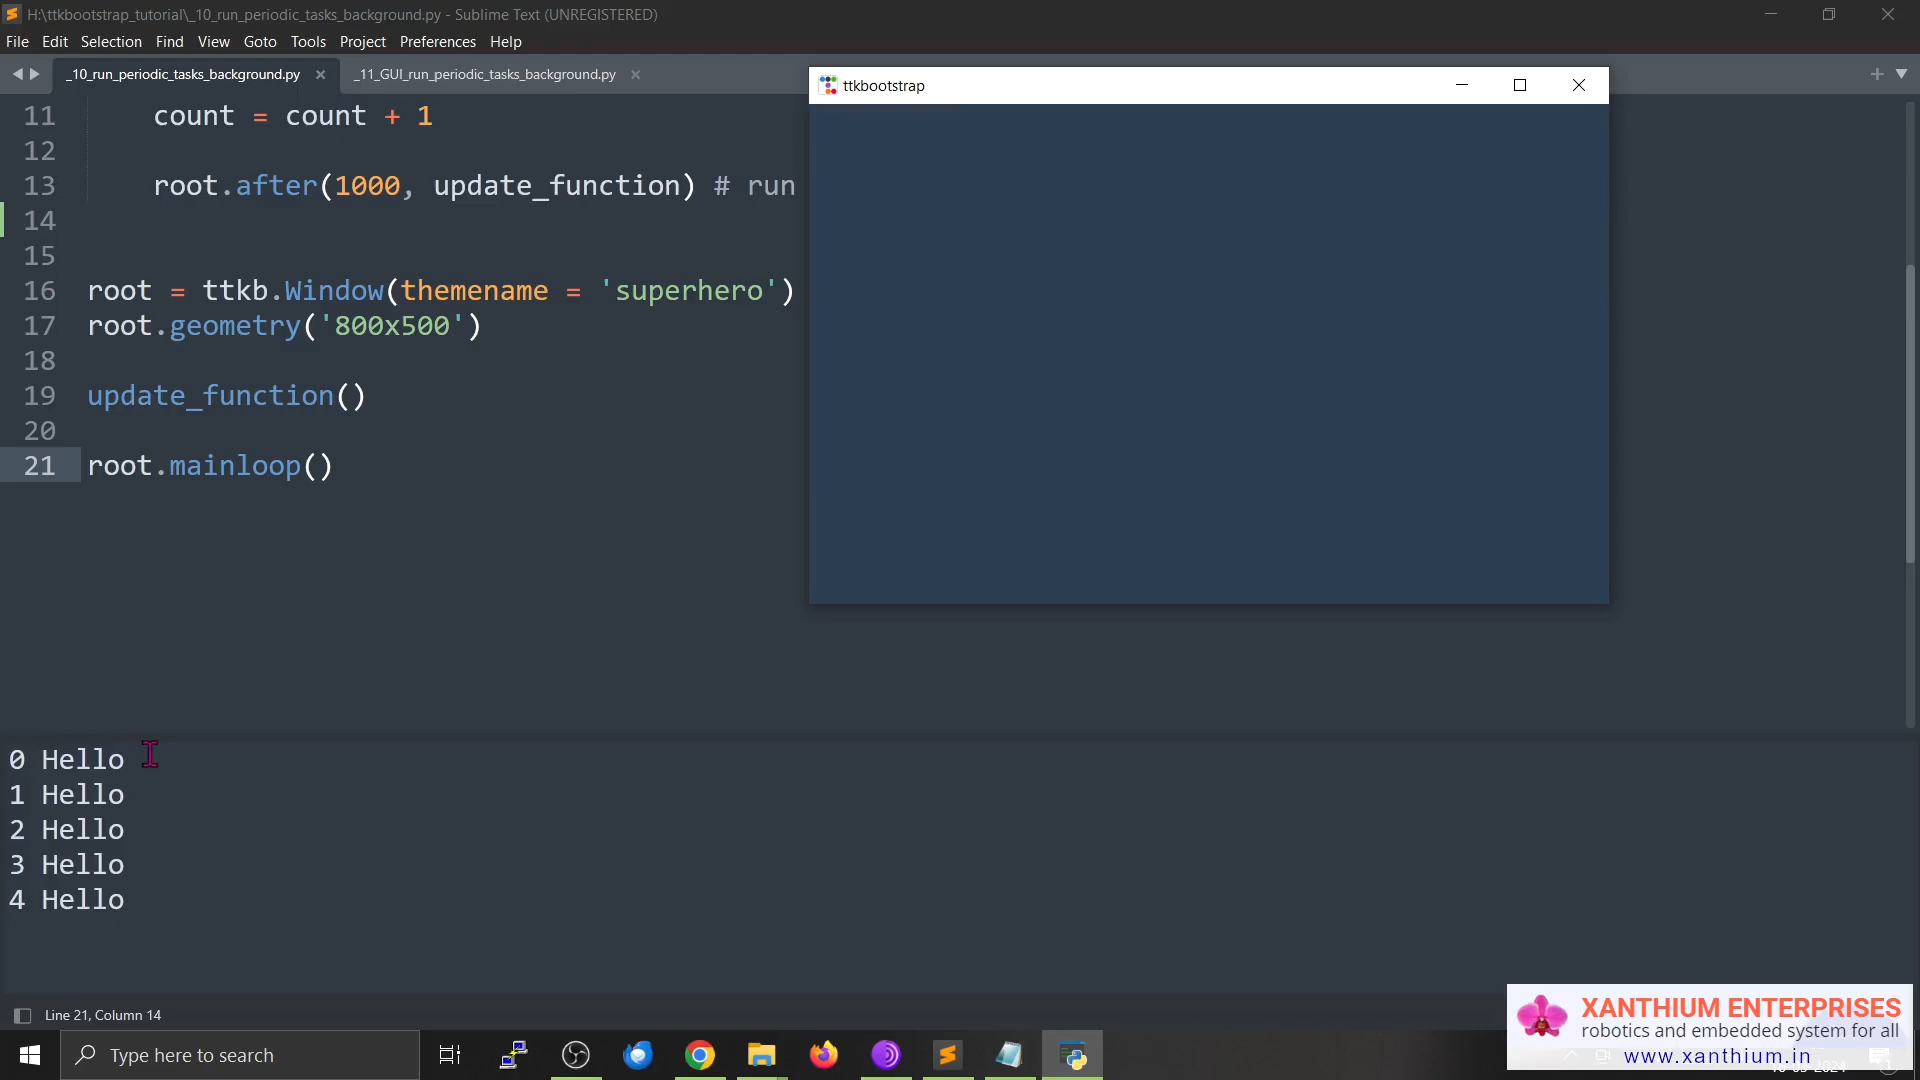 H:\ttkbootstrap_tutorial\_10_run_periodic_tasks_background.py - Sublime Text (UNREGISTERED)
File Edit Selection Find View Goto Tools Project Preferences Help
_10_run_periodic_tasks_background.py
_11_GUI_run_periodic_tasks_background.py
ttkbootstrap
11 count = count + 1
12
13 root.after(1000, update_function) # run
14
15
16 root = ttkb.Window(themename = 'superhero')
17 root.geometry('800x500')
18
19 update_function()
20
21 root.mainloop()
0 Hello
1 Hello
2 Hello
3 Hello
4 Hello
Line 21, Column 14
XANTHIUM ENTERPRISES
robotics and embedded system for all
www.xanthium.in
Type here to search